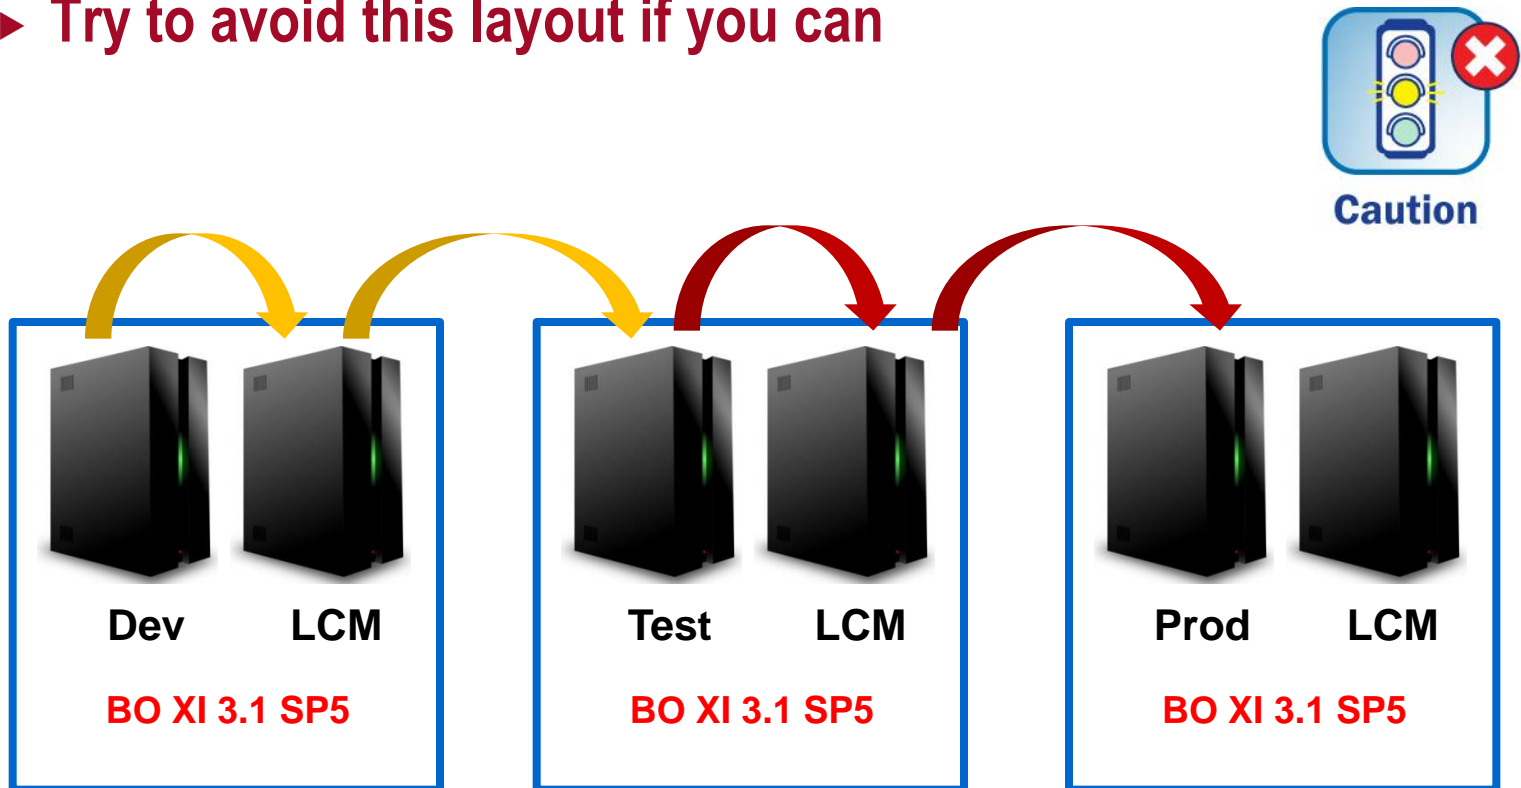 Try to avoid this layout if you can
Caution
Dev LCM
Test LCM
Prod LCM
BO XI 3.1 SP5
BO XI 3.1 SP5
BO XI 3.1 SP5